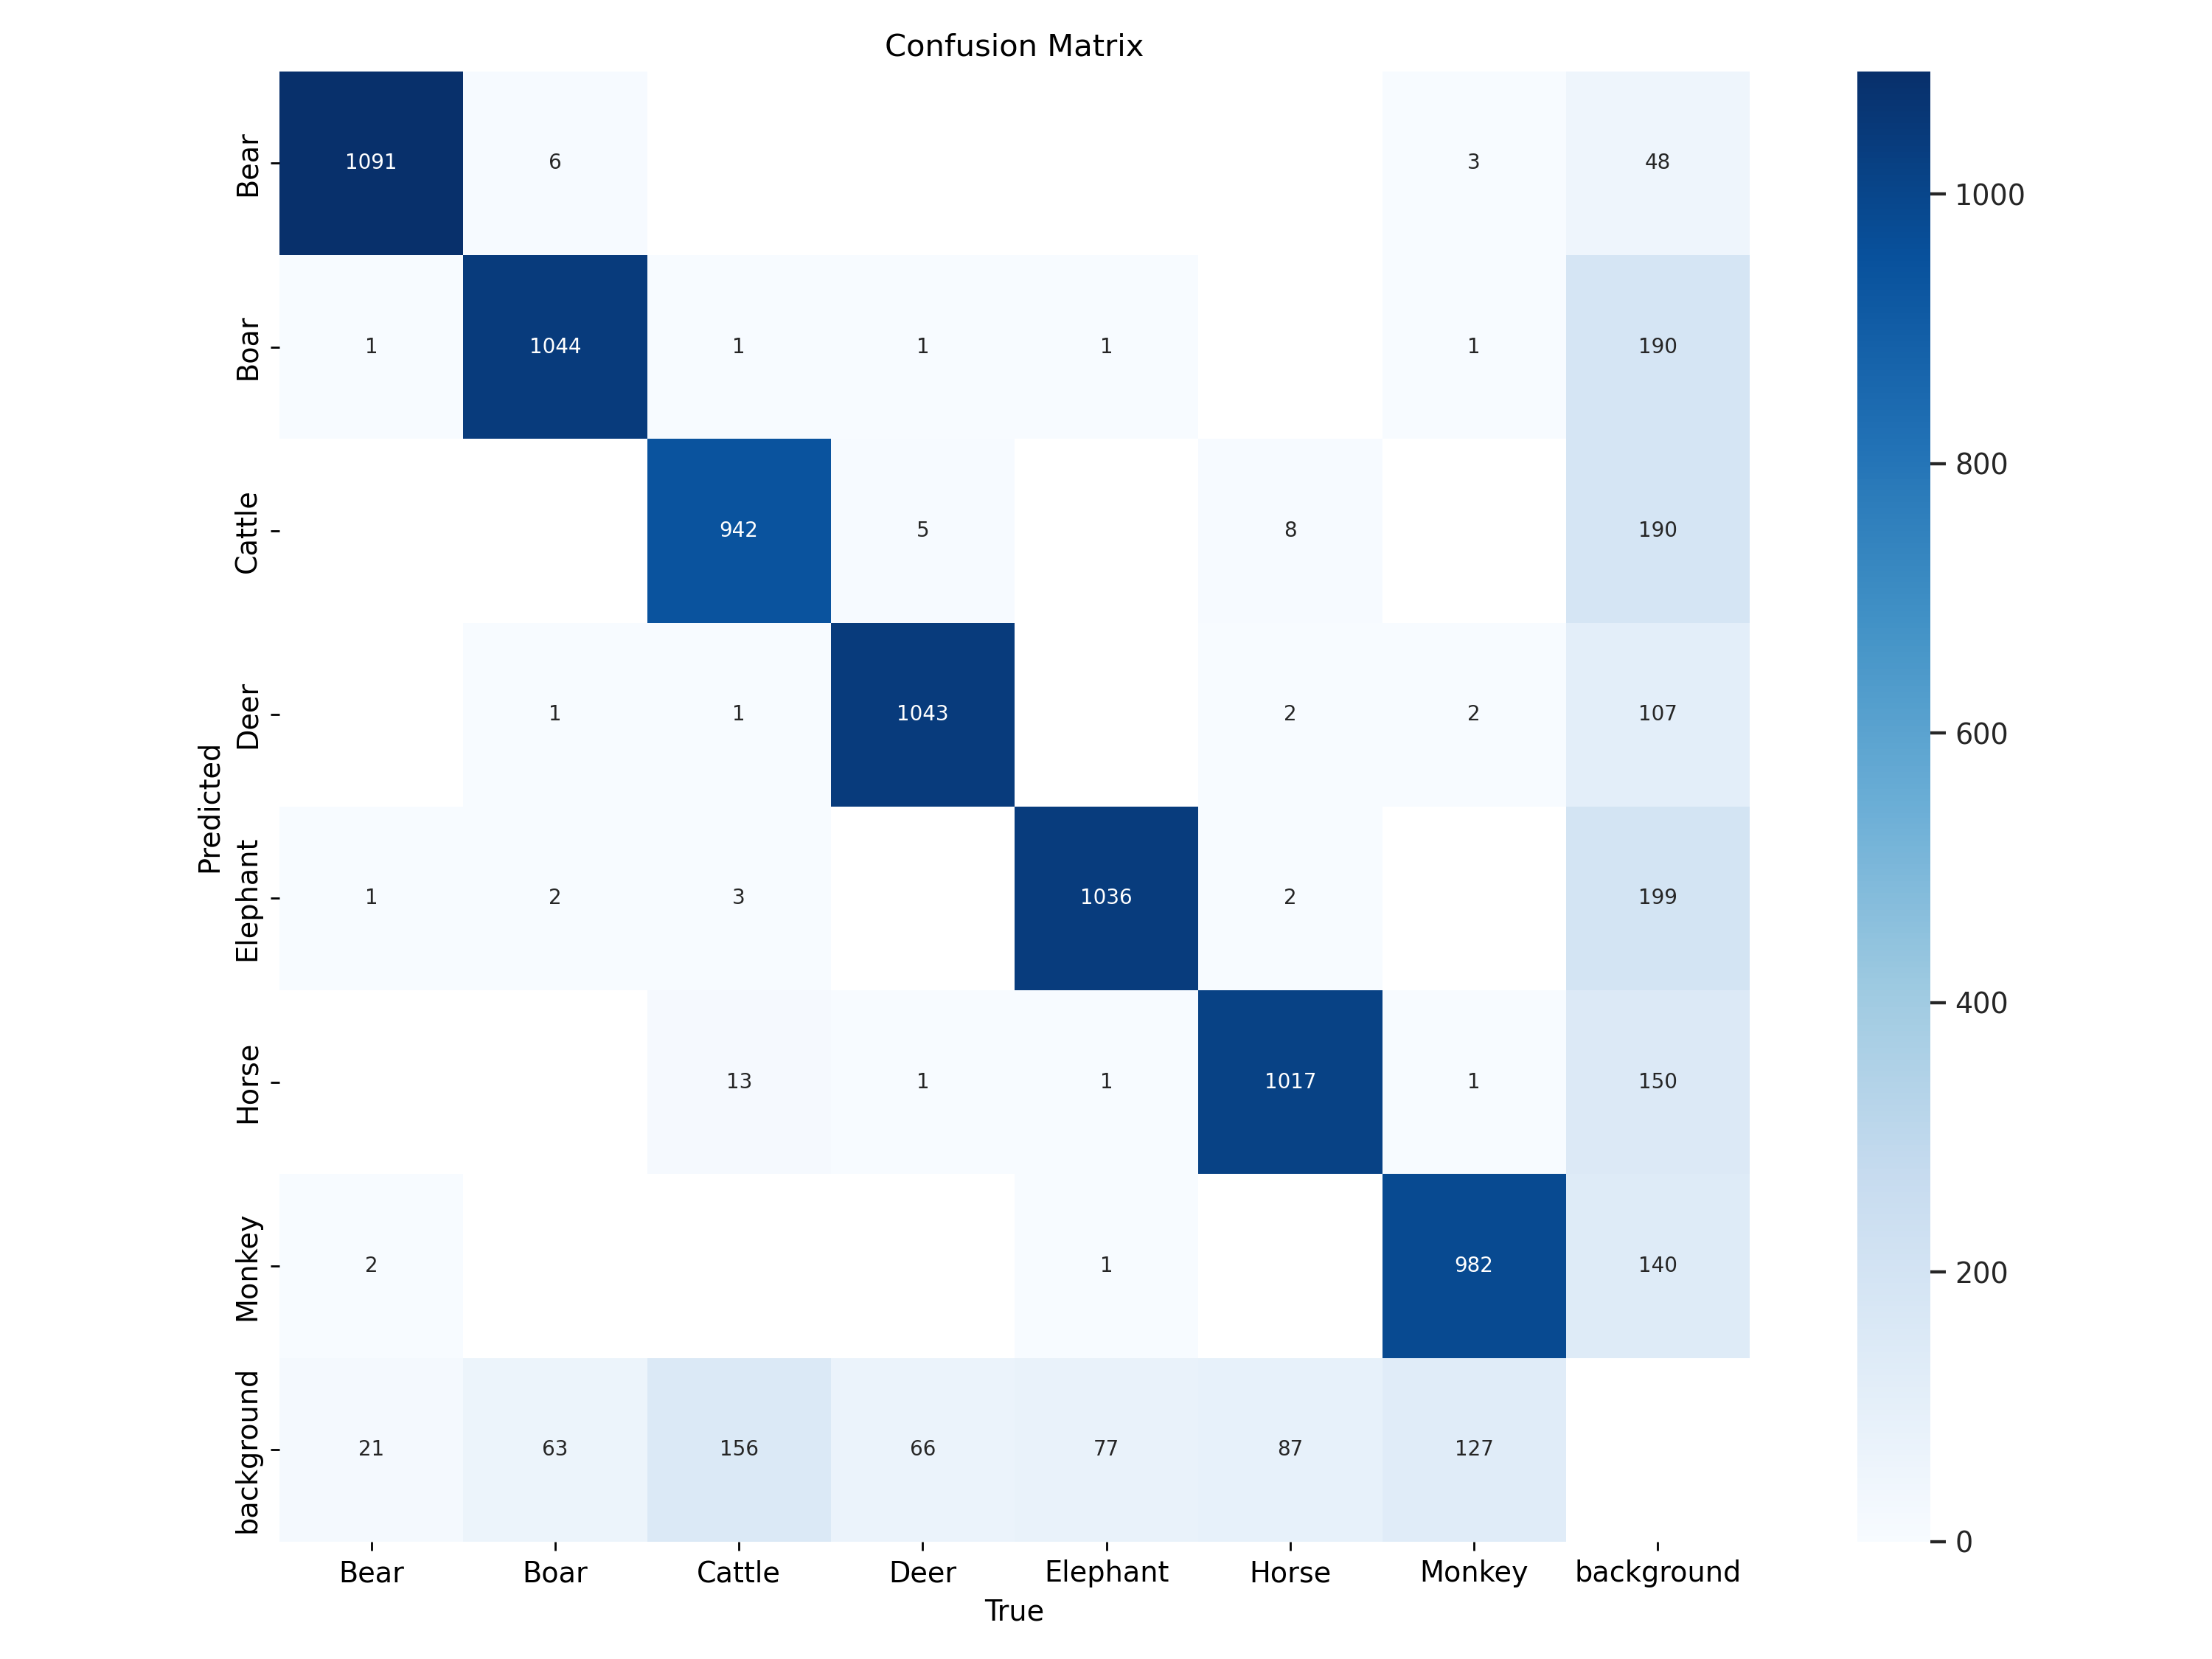 Confusion Matrix
Bear 1091 6 3 48
Boar 1 1044 1 1 1 1 190
Cattle 942 5 8 190
Deer 1 1 1043 2 2 107
Elephant 1 2 3 1036 2 199
Horse 13 1 1 1017 1 150
Monkey 2 1 982 140
background 21 63 156 66 77 87 127
Predicted
Bear Boar Cattle Deer Elephant Horse Monkey background
True
1000
800
600
400
200
0